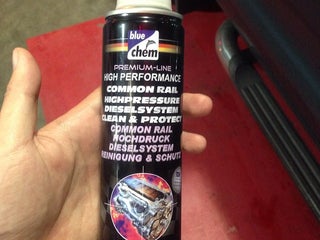 blue
chem
PREMIUM-LINE
HIGH PERFORMANCE
COMMON RAIL
HIGHPRESSURE
DIESELSYSTEM
CLEAN & PROTECT
COMMON RAIL
HOCHDRUCK
DIESELSYSTEM
REINIGUNG & SCHUTZ